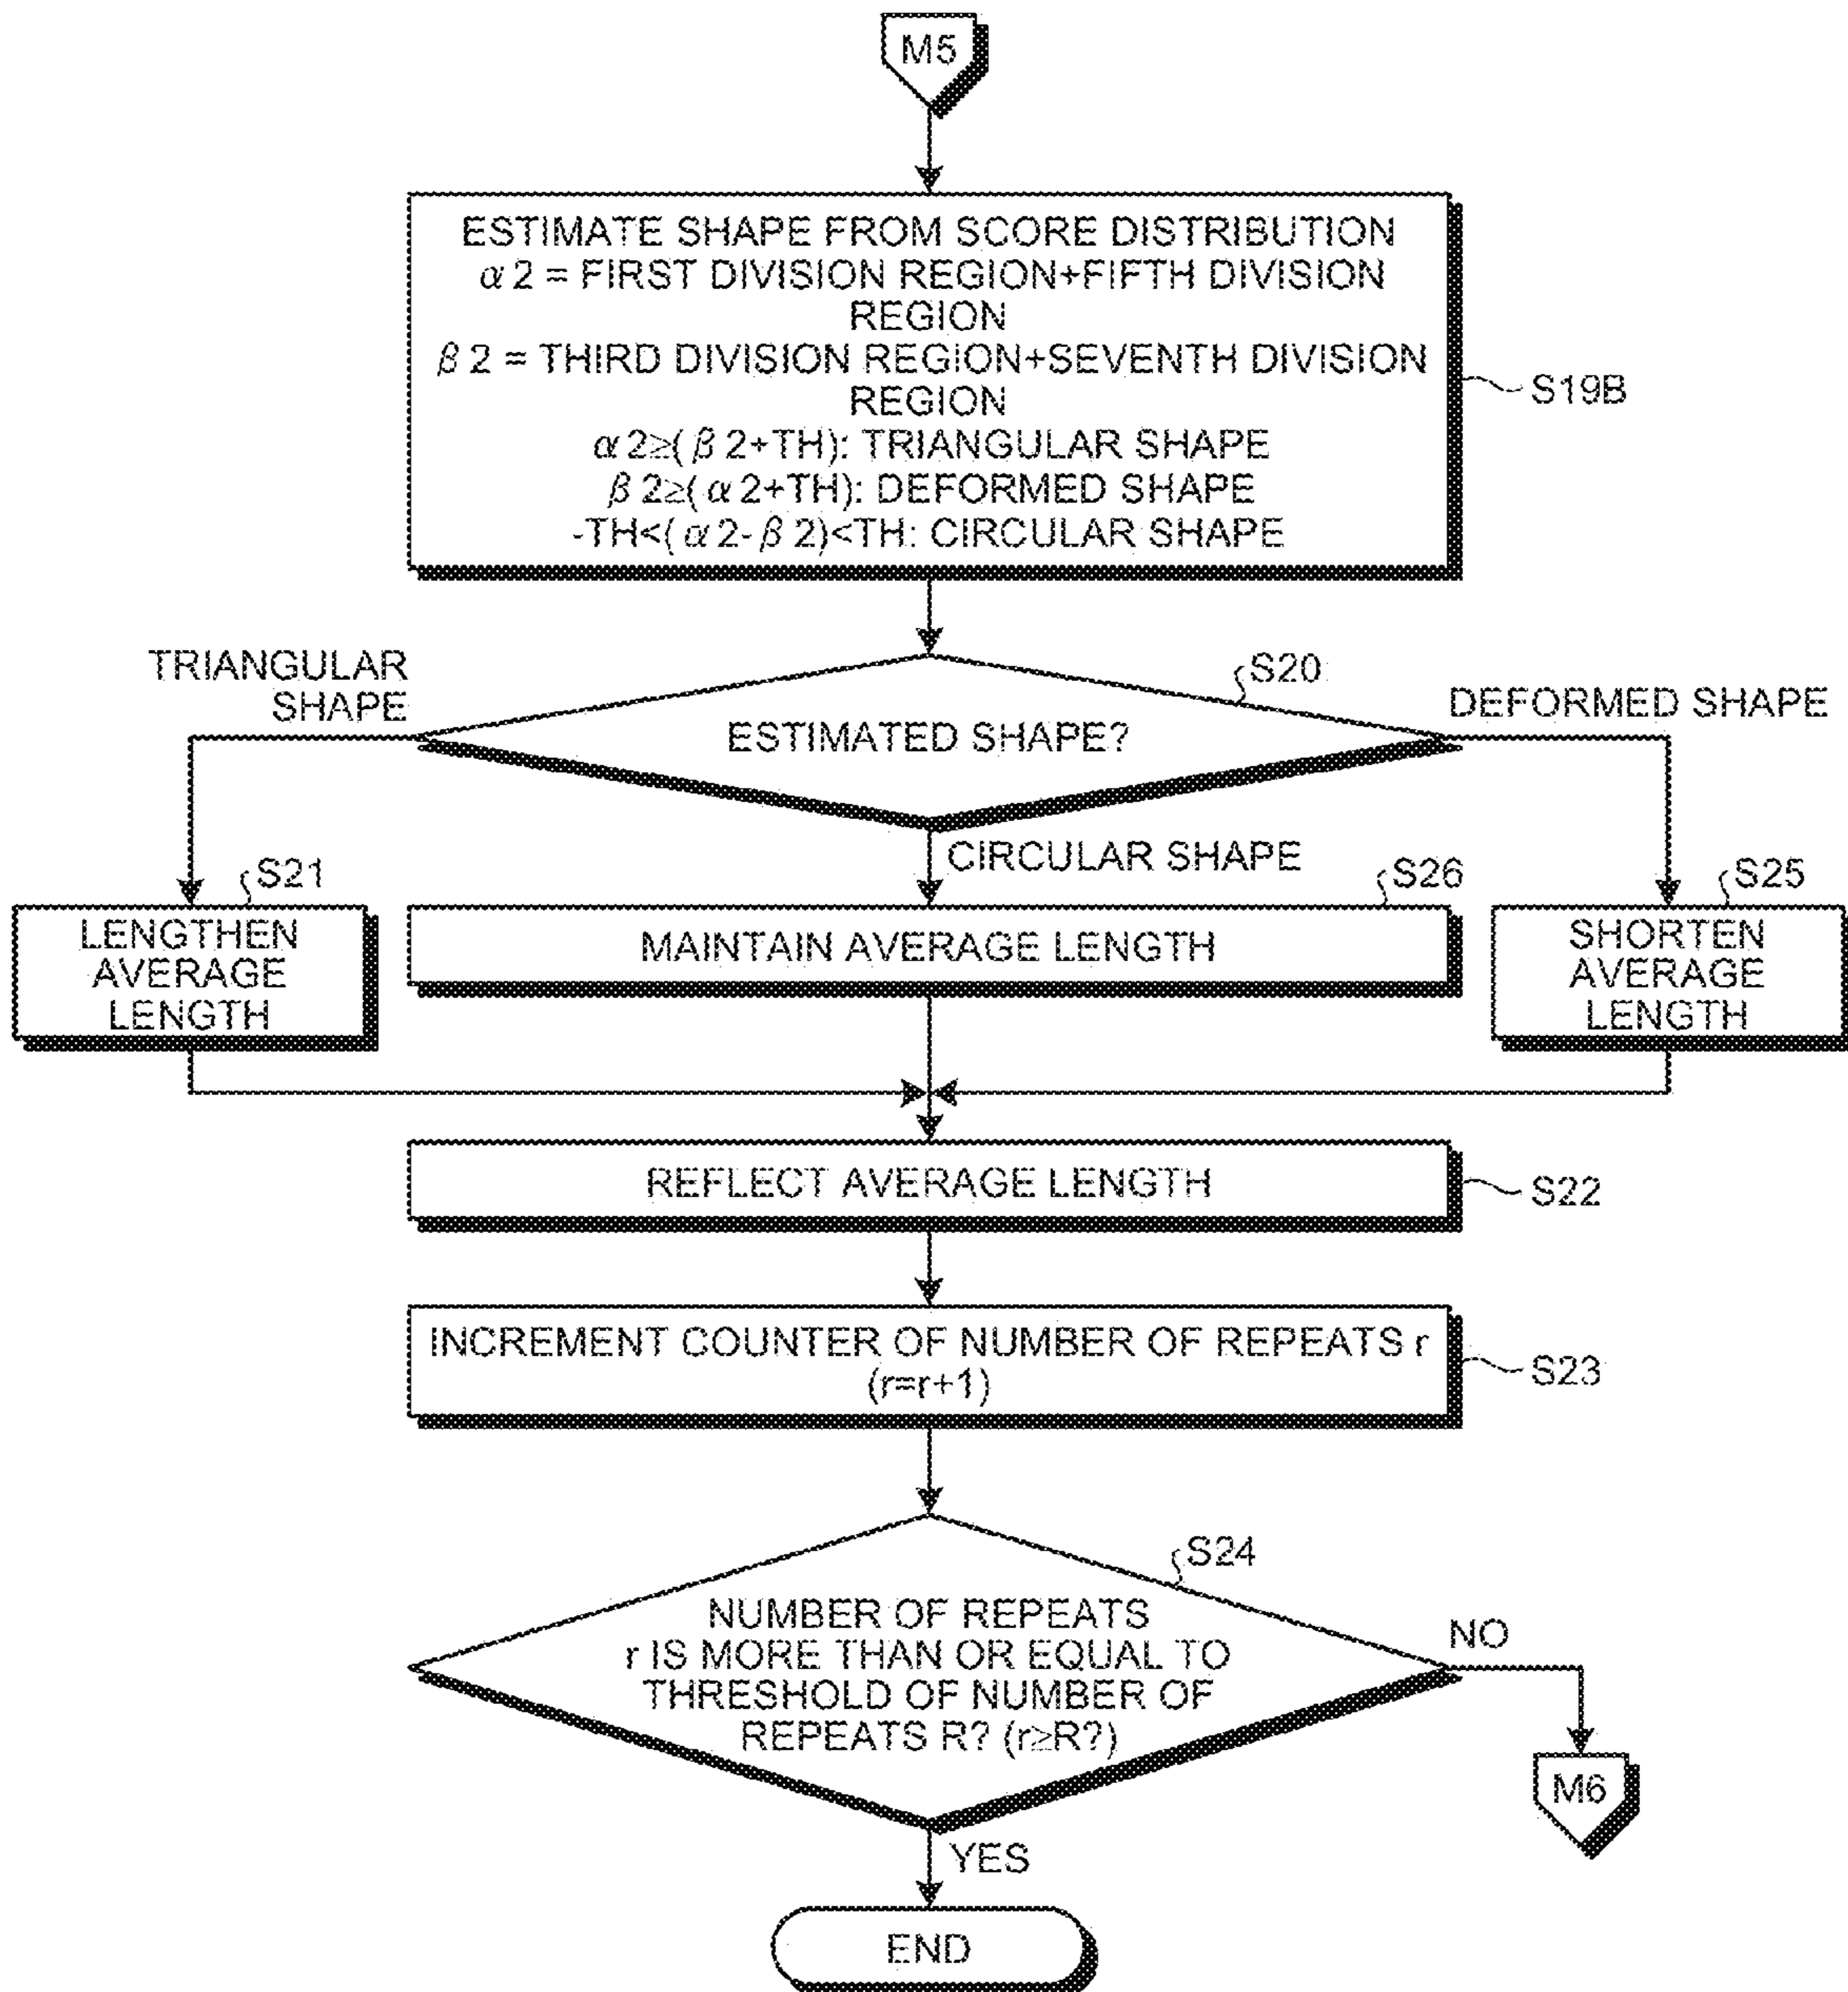 M5
ESTIMATE SHAPE FROM SCORE DISTRIBUTION
α2 = FIRST DIVISION REGION+FIFTH DIVISION
REGION
β2 = THIRD DIVISION REGION+SEVENTH DIVISION
REGION
α2≥(β2+TH): TRIANGULAR SHAPE
β2≥(α2+TH): DEFORMED SHAPE
-TH<(α2-β2)<TH: CIRCULAR SHAPE
S19B
TRIANGULAR
SHAPE
S20
DEFORMED SHAPE
ESTIMATED SHAPE?
CIRCULAR SHAPE
S21
S26
S25
LENGTHEN
AVERAGE
LENGTH
MAINTAIN AVERAGE LENGTH
SHORTEN
AVERAGE
LENGTH
REFLECT AVERAGE LENGTH
S22
INCREMENT COUNTER OF NUMBER OF REPEATS r
(r=r+1)
S23
S24
NUMBER OF REPEATS
r IS MORE THAN OR EQUAL TO
THRESHOLD OF NUMBER OF
REPEATS R? (r≥R?)
NO
M6
YES
END